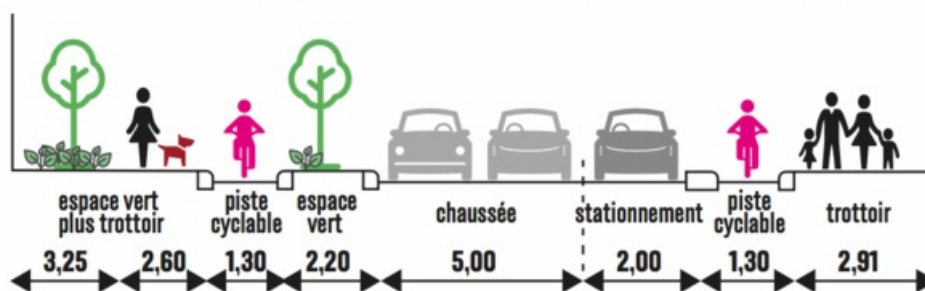 espace vert
plus trottoir
piste
cyclable
espace
vert
chaussée
stationnement
piste
cyclable
trottoir
3,25 2,60 1,30 2,20 5,00 2,00 1,30 2,91